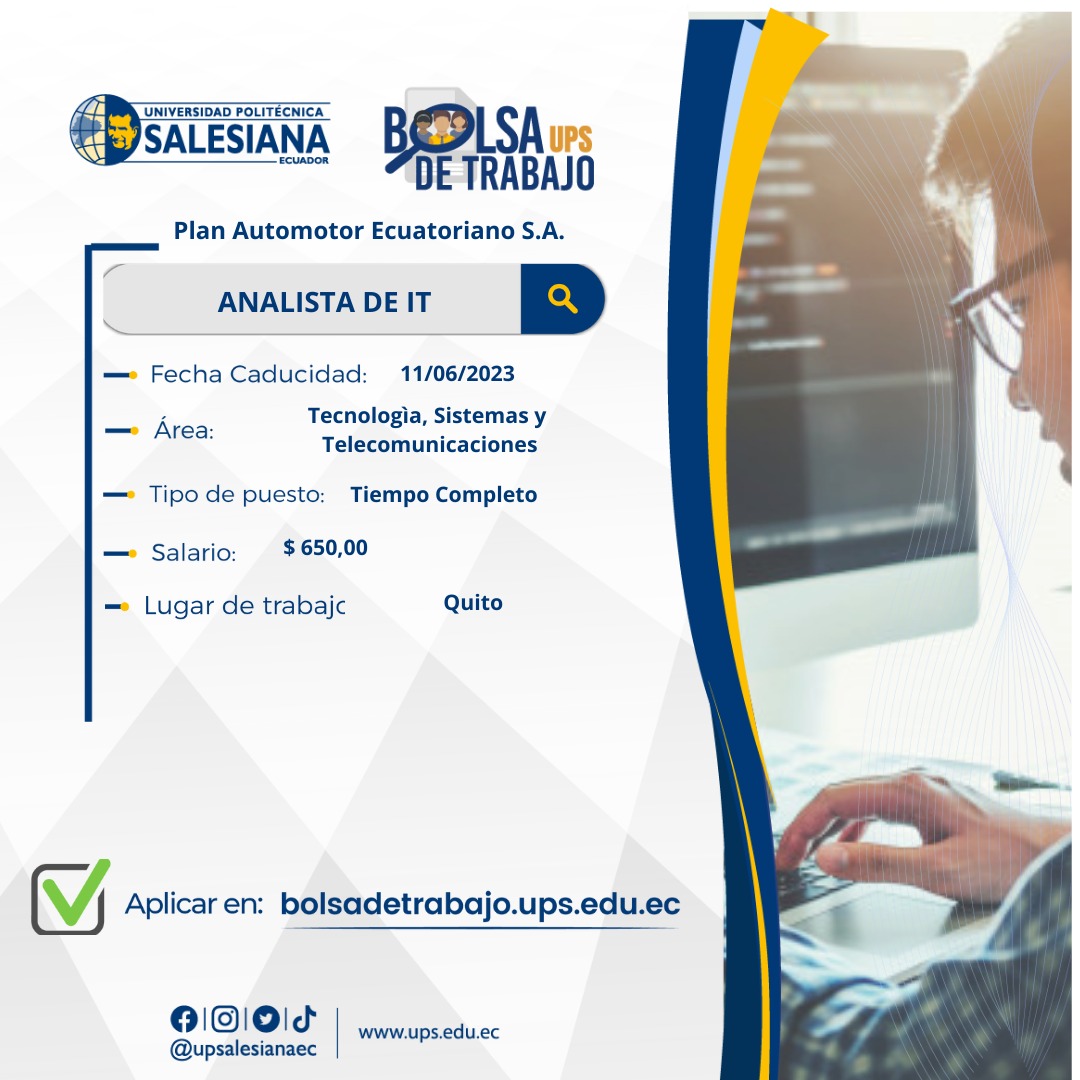 UNIVERSIDAD POLITÉCNICA
SALESIANA
ECUADOR
BOLSA UPS
DE TRABAJO
Plan Automotor Ecuatoriano S.A.
ANALISTA DE IT
Fecha Caducidad: 11/06/2023
Área: Tecnologìa, Sistemas y
Telecomunicaciones
Tipo de puesto: Tiempo Completo
Salario: $ 650,00
Lugar de trabajo Quito
Aplicar en: bolsadetrabajo.ups.edu.ec
@upsalesianaec
www.ups.edu.ec